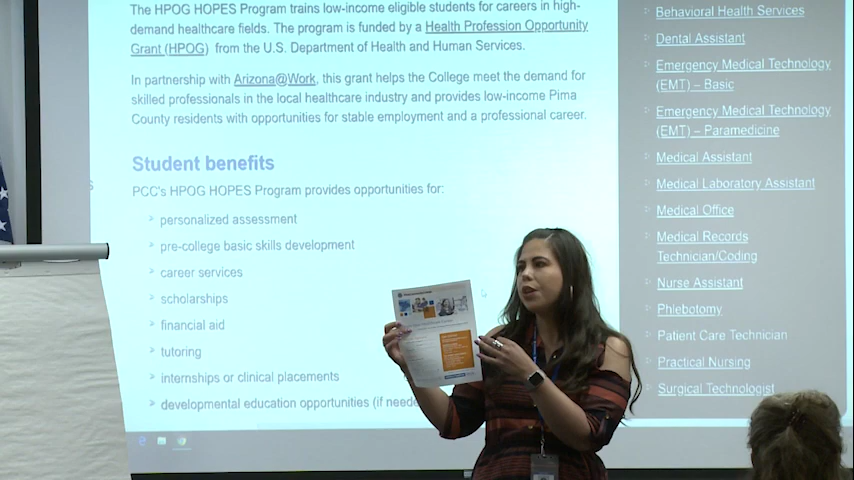 The HPOG HOPES Program trains low-income eligible students for careers in high-
demand healthcare fields. The program is funded by a Health Profession Opportunity
Grant (HPOG) from the U.S. Department of Health and Human Services.
In partnership with Arizona@Work, this grant helps the College meet the demand for
skilled professionals in the local healthcare industry and provides low-income Pima
County residents with opportunities for stable employment and a professional career.
Student benefits
PCC's HPOG HOPES Program provides opportunities for:
personalized assessment
pre-college basic skills development
career services
scholarships
financial aid
tutoring
internships or clinical placements
developmental education opportunities (if neede
s
Behavioral Health Services
Dental Assistant
Emergency Medical Technology
(EMT) – Basic
Emergency Medical Technology
(EMT) – Paramedicine
Medical Assistant
Medical Laboratory Assistant
Medical Office
Medical Records
Technician/Coding
Nurse Assistant
Phlebotomy
Patient Care Technician
Practical Nursing
Surgical Technologist